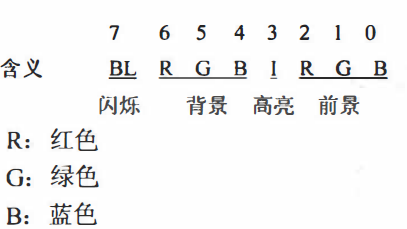 7 6 5 4 3 2 1 0
含义 BL R G B I R G B
闪烁 背景 高亮 前景
R: 红色
G: 绿色
B: 蓝色